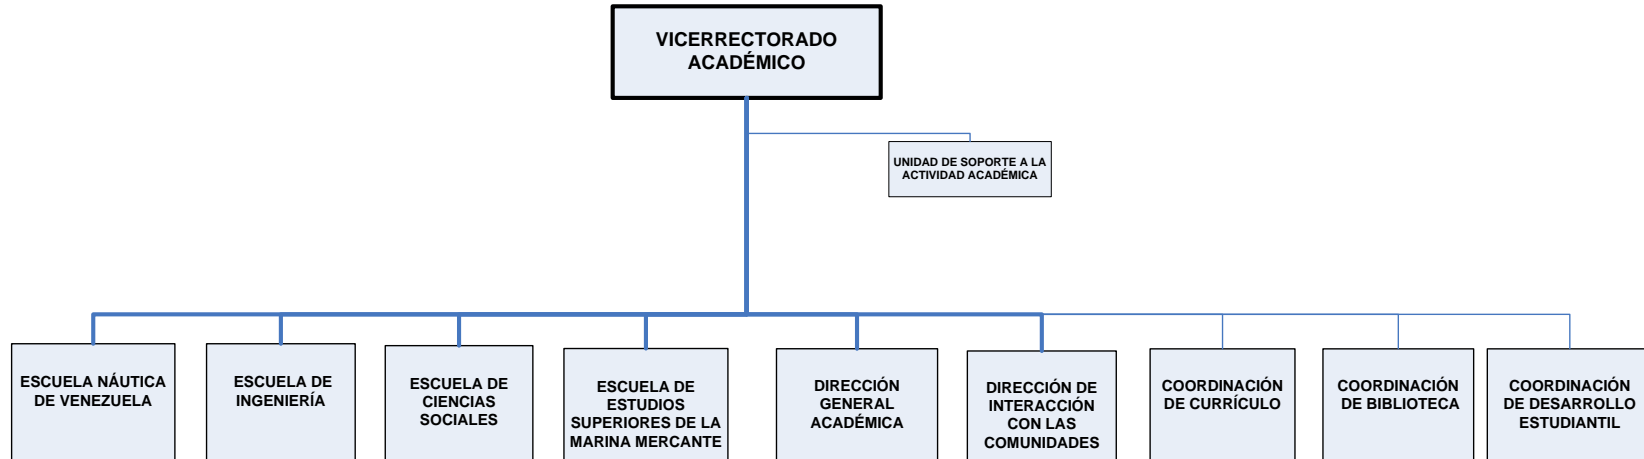 VICERRECTORADO
ACADÉMICO
UNIDAD DE SOPORTE A LA
ACTIVIDAD ACADÉMICA
ESCUELA NÁUTICA
DE VENEZUELA
ESCUELA DE
INGENIERÍA
ESCUELA DE
CIENCIAS
SOCIALES
ESCUELA DE
ESTUDIOS
SUPERIORES DE LA
MARINA MERCANTE
DIRECCIÓN
GENERAL
ACADÉMICA
DIRECCIÓN DE
INTERACCIÓN
CON LAS
COMUNIDADES
COORDINACIÓN
DE CURRÍCULO
COORDINACIÓN
DE BIBLIOTECA
COORDINACIÓN
DE DESARROLLO
ESTUDIANTIL